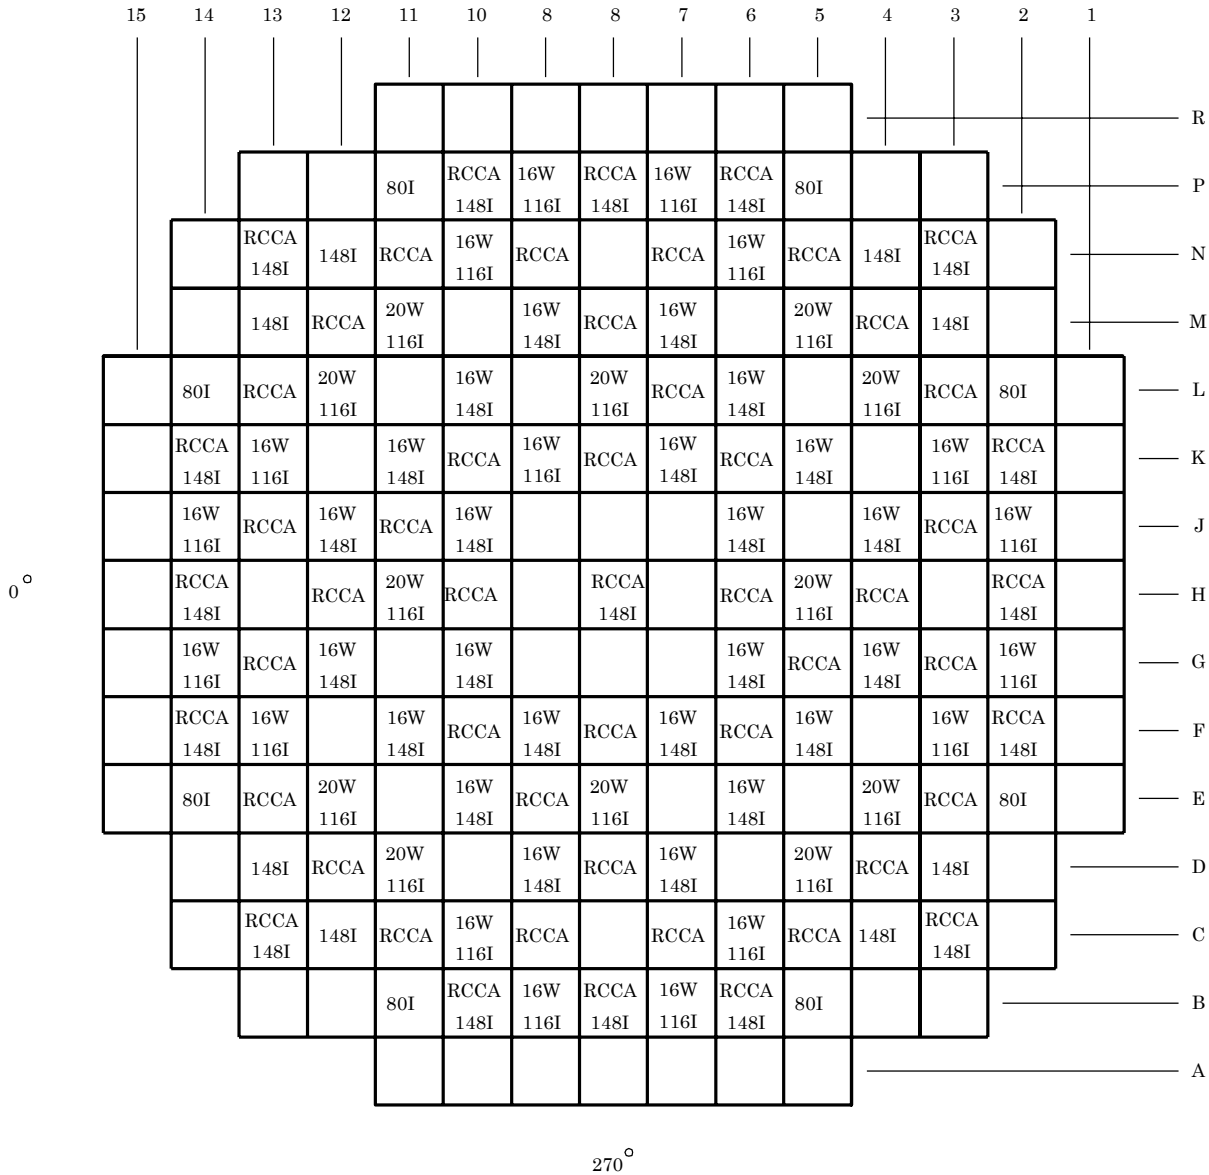 15 14 13 12 11 10 8 8 7 6 5 4 3 2 1
R
80I RCCA 148I 16W 116I RCCA 148I 16W 116I RCCA 148I 80I P
RCCA 148I 148I RCCA 16W 116I RCCA RCCA 16W 116I RCCA 148I RCCA 148I N
148I RCCA 20W 116I 16W 148I RCCA 16W 148I 20W 116I RCCA 148I M
80I RCCA 20W 116I 16W 148I 20W 116I RCCA 16W 148I 20W 116I RCCA 80I L
RCCA 148I 16W 116I 16W 148I RCCA 16W 116I RCCA 16W 148I RCCA 16W 148I 16W 116I RCCA 148I K
16W 116I RCCA 16W 148I RCCA 16W 148I 16W 148I 16W 148I RCCA 16W 116I J
0° RCCA 148I RCCA 20W 116I RCCA RCCA 148I RCCA 20W 116I RCCA RCCA 148I H
16W 116I RCCA 16W 148I 16W 148I 16W 148I RCCA 16W 148I RCCA 16W 116I G
RCCA 148I 16W 116I 16W 148I RCCA 16W 148I RCCA 16W 148I RCCA 16W 148I 16W 116I RCCA 148I F
80I RCCA 20W 116I 16W 148I RCCA 20W 116I 16W 148I 20W 116I RCCA 80I E
148I RCCA 20W 116I 16W 148I RCCA 16W 148I 20W 116I RCCA 148I D
RCCA 148I 148I RCCA 16W 116I RCCA RCCA 16W 116I RCCA 148I RCCA 148I C
80I RCCA 148I 16W 116I RCCA 148I 16W 116I RCCA 148I 80I B
A
270°